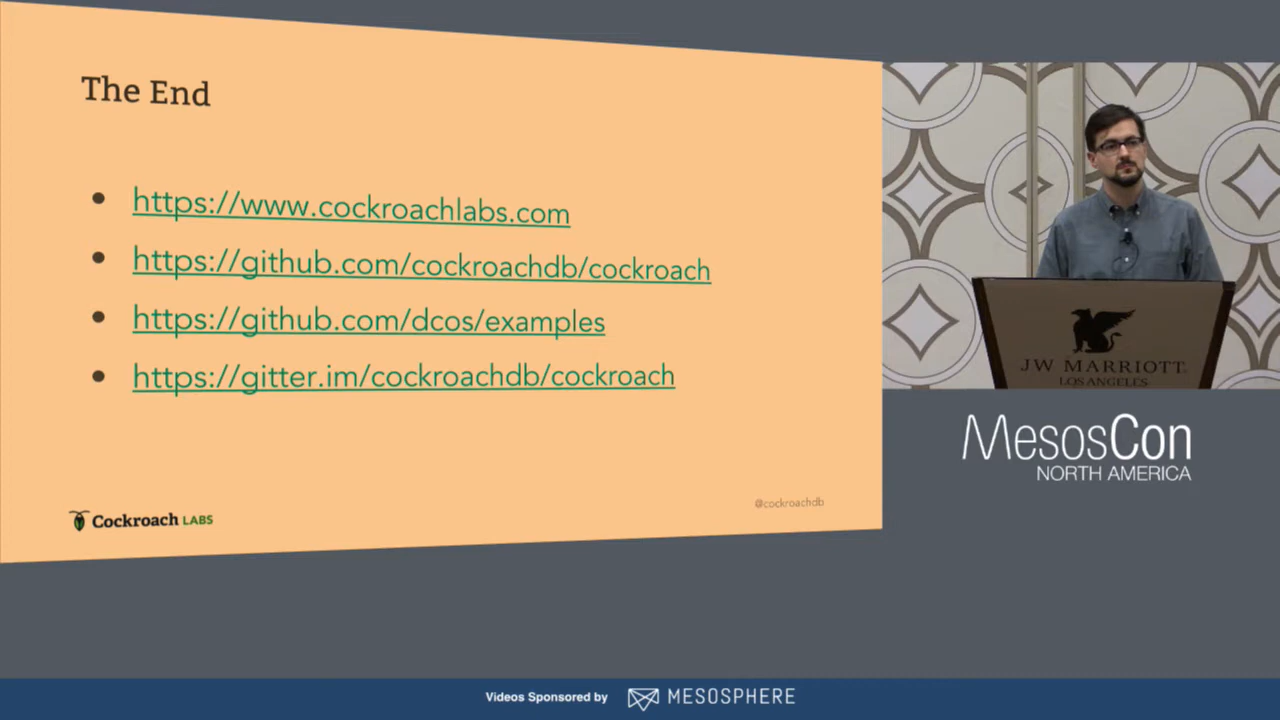 The End
https://www.cockroachlabs.com
https://github.com/cockroachdb/cockroach
https://github.com/dcos/examples
https://gitter.im/cockroachdb/cockroach
Cockroach LABS
@cockroachdb
JW MARRIOTT
LOS ANGELES
MesosCon
NORTH AMERICA
Videos Sponsored by MESOSPHERE